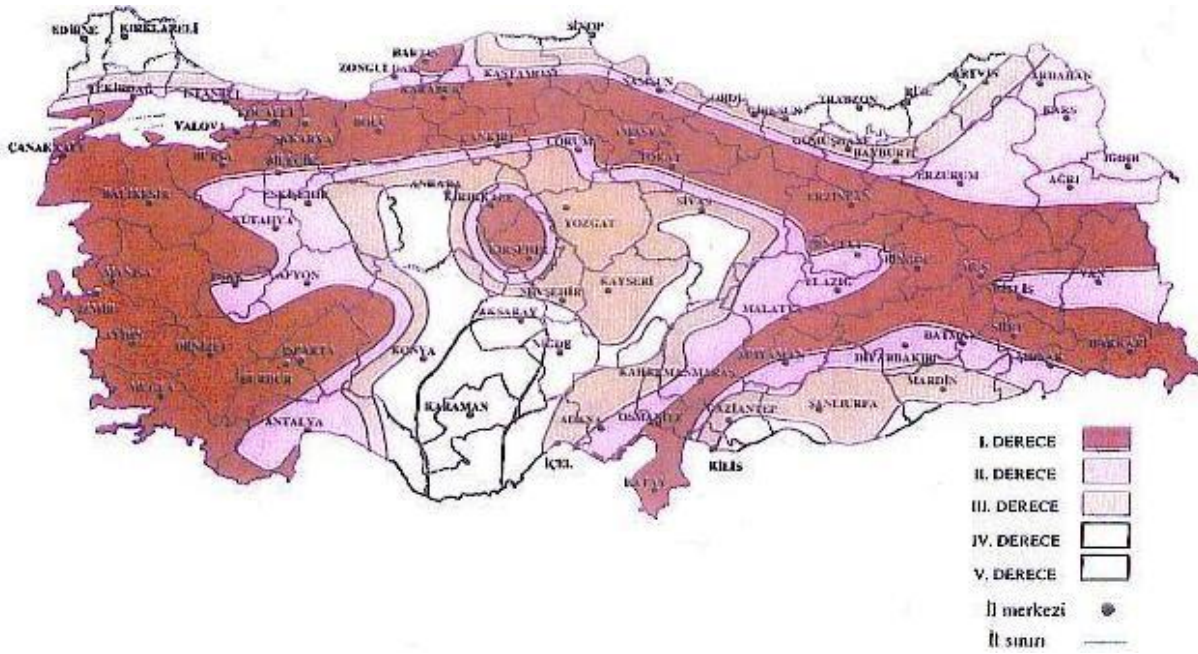 EDİRNE
KIRKLARELİ
SİNOP
BARTIN
ZONGULDAK
KASTAMONU
SAMSUN
ARTVİN
ARDAHAN
TEKİRDAĞ
İSTANBUL
KARABÜK
ORDU
GİRESUN
TRABZON
RİZE
KARS
YALOVA
KOCAELİ
SAKARYA
BOLU
ÇANKIRI
ÇORUM
AMASYA
TOKAT
GÜMÜŞHANE
BAYBURT
ÇANAKKALE
BURSA
BİLECİK
IĞDIR
ERZURUM
AĞRI
BALIKESİR
ESKİŞEHİR
ANKARA
KIRIKKALE
YOZGAT
SİVAS
ERZİNCAN
KÜTAHYA
KIRŞEHİR
TUNCELİ
BİNGÖL
MUŞ
MANİSA
UŞAK
AFYON
NEVŞEHİR
KAYSERİ
ELAZIĞ
VAN
BİTLİS
İZMİR
AKSARAY
MALATYA
AYDIN
DENİZLİ
ISPARTA
KONYA
NİĞDE
SİİRT
BATMAN
HAKKARİ
BURDUR
KAHRAMANMARAŞ
ADIYAMAN
DİYARBAKIR
MUĞLA
KARAMAN
MARDİN
ANTALYA
ADANA
OSMANİYE
GAZİANTEP
ŞANLIURFA
İÇEL
KİLİS
HATAY
I. DERECE
II. DERECE
III. DERECE
IV. DERECE
V. DERECE
İl merkezi
İl sınırı